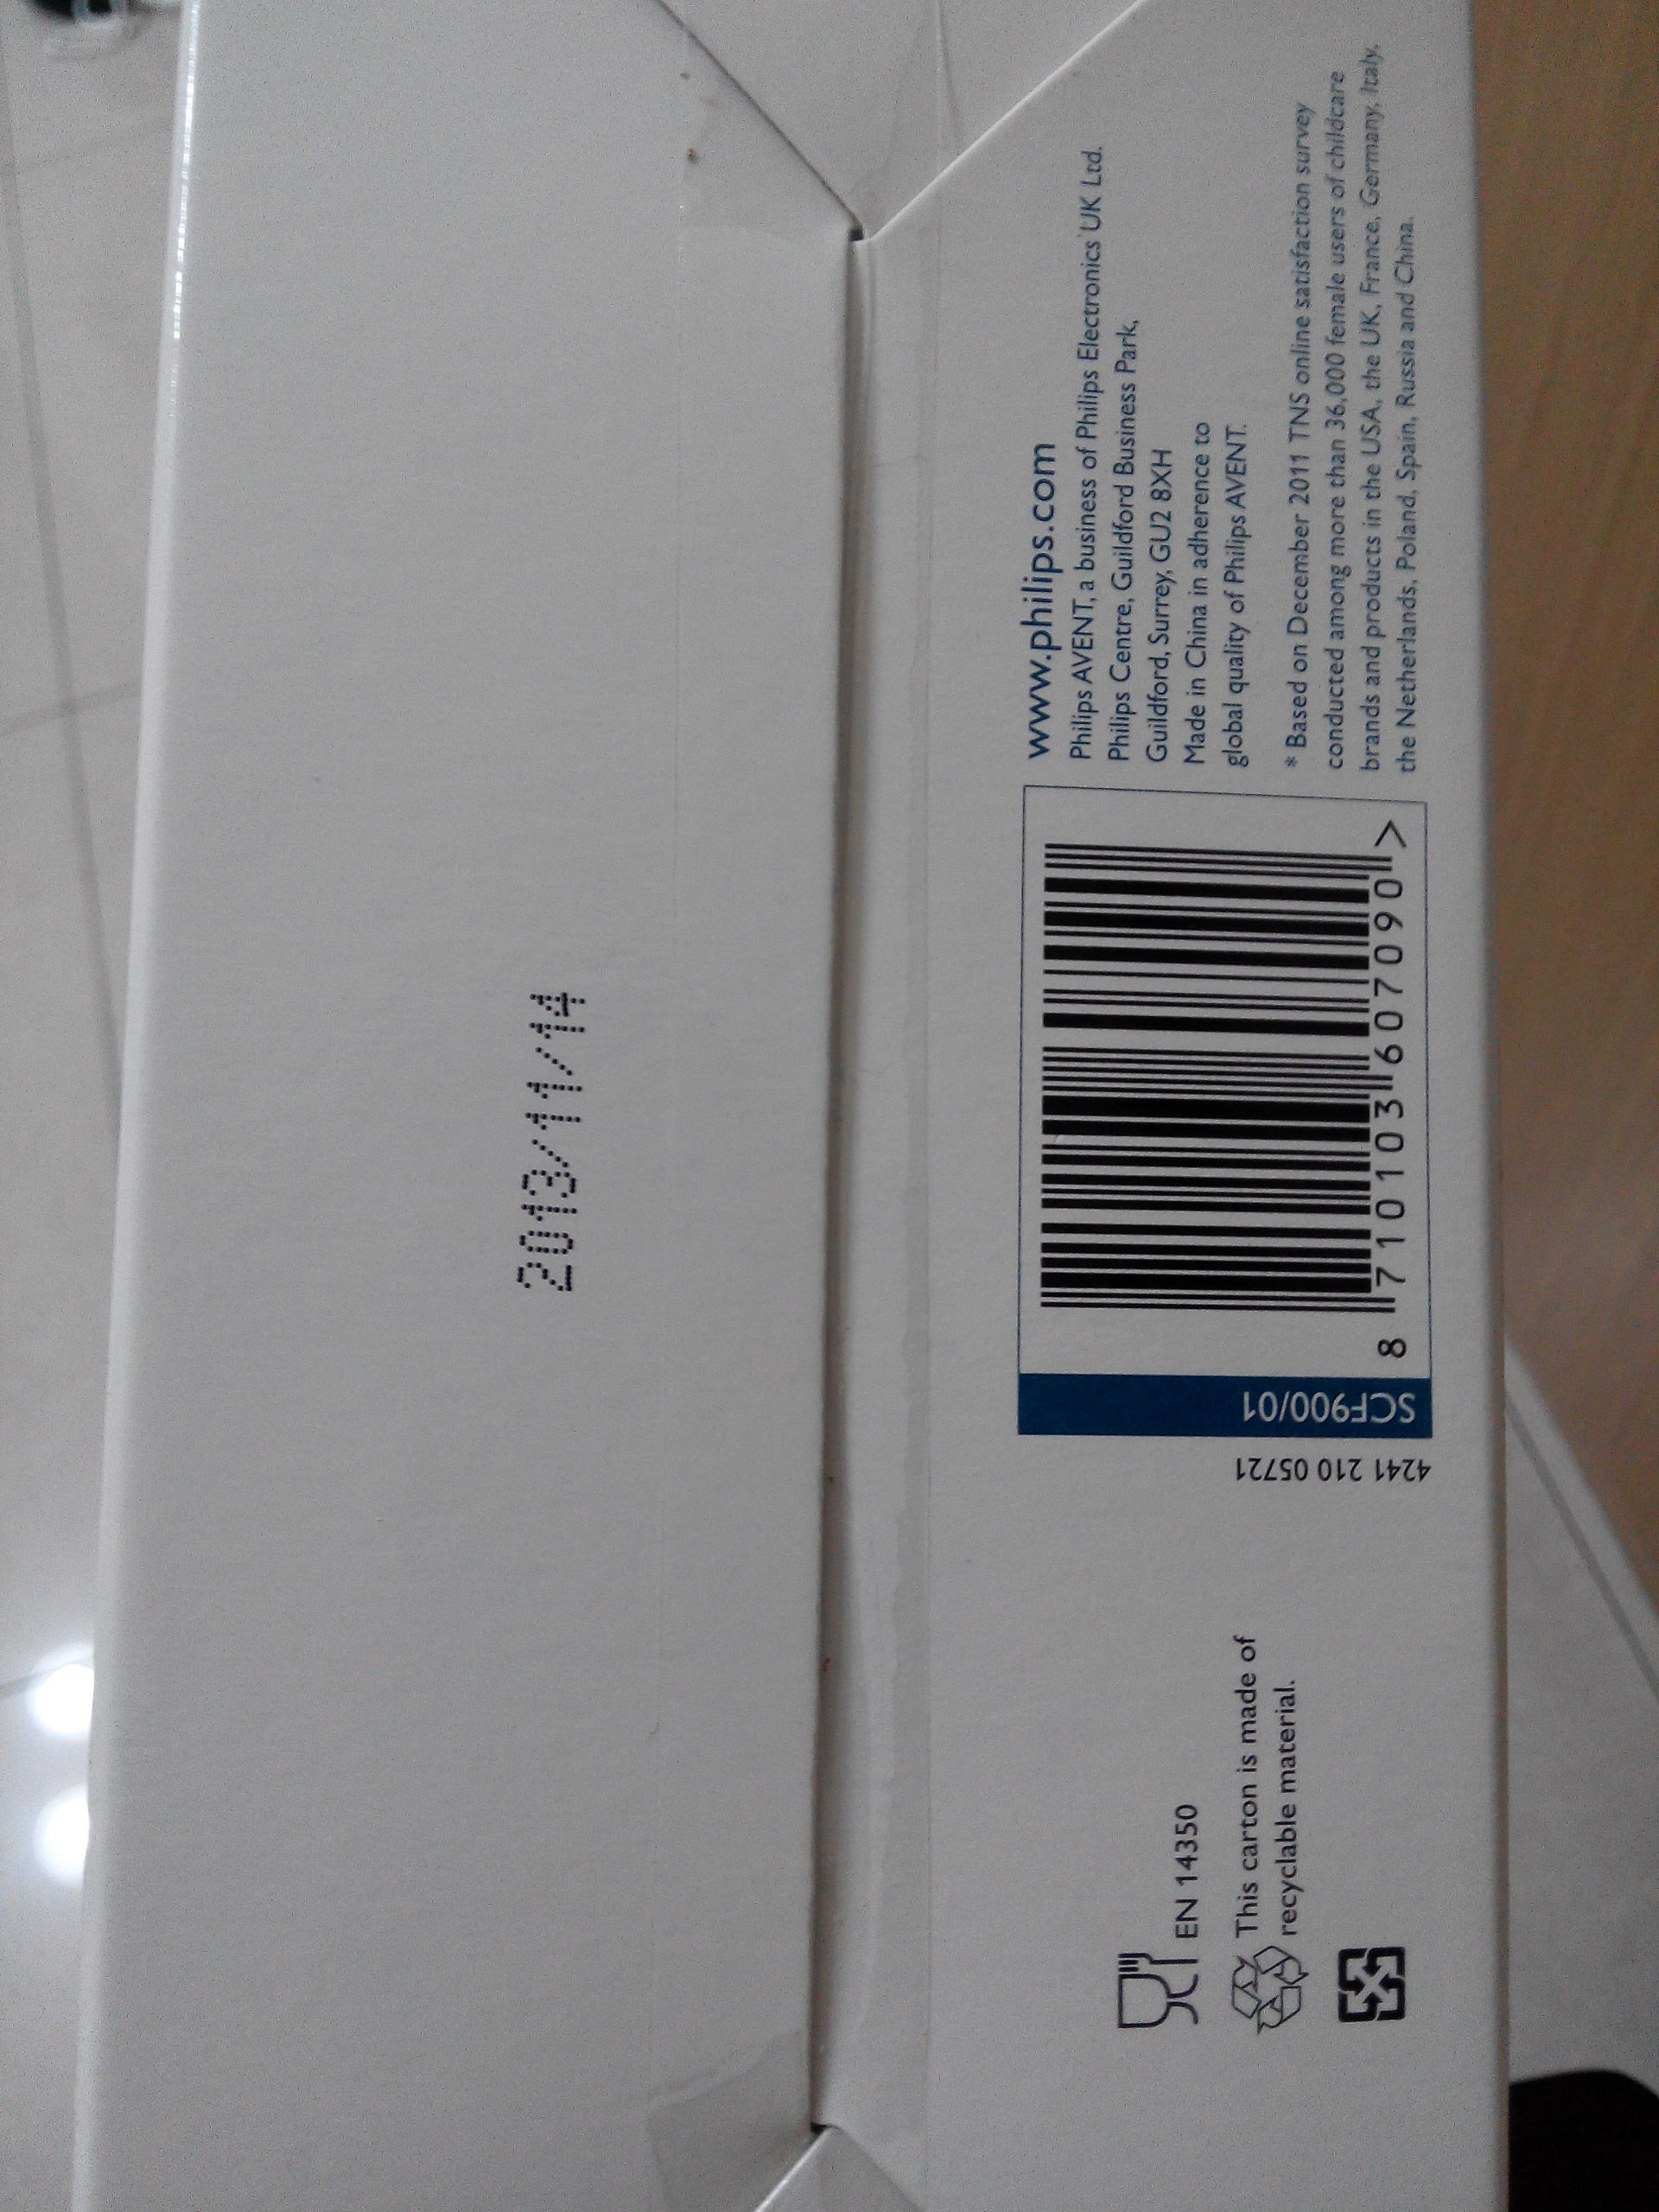 2013/11/14
www.philips.com
Philips AVENT, a business of Philips Electronics UK Ltd.
Philips Centre, Guildford Business Park,
Guildford, Surrey, GU2 8XH
Made in China in adherence to
global quality of Philips AVENT.
* Based on December 2011 TNS online satisfaction survey
conducted among more than 36,000 female users of childcare
brands and products in the USA, the UK, France, Germany, Italy,
the Netherlands, Poland, Spain, Russia and China.
8 710103 607090 >
SCF900/01
4241 210 05721
EN 14350
This carton is made of
recyclable material.